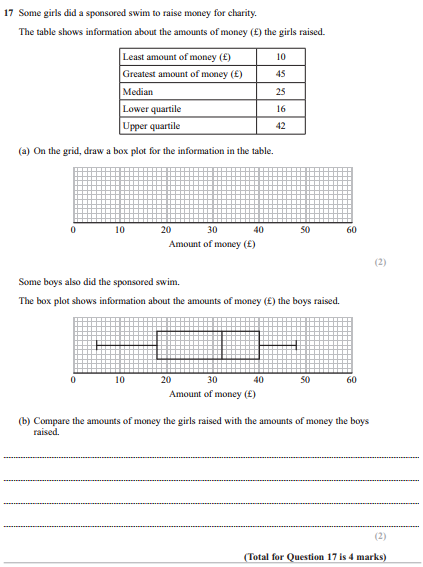 17 Some girls did a sponsored swim to raise money for charity.
The table shows information about the amounts of money (£) the girls raised.
Least amount of money (£) 10
Greatest amount of money (£) 45
Median 25
Lower quartile 16
Upper quartile 42
(a) On the grid, draw a box plot for the information in the table.
0 10 20 30 40 50 60
Amount of money (£)
(2)
Some boys also did the sponsored swim.
The box plot shows information about the amounts of money (£) the boys raised.
0 10 20 30 40 50 60
Amount of money (£)
(b) Compare the amounts of money the girls raised with the amounts of money the boys
raised.
(2)
(Total for Question 17 is 4 marks)